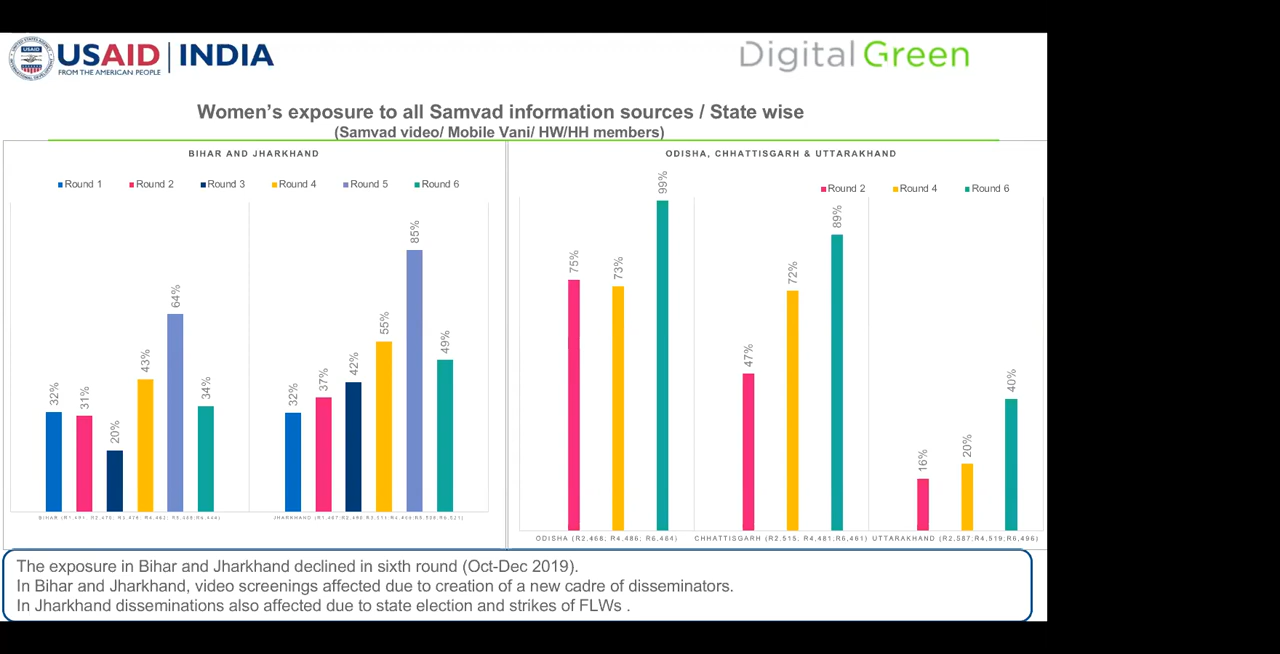 USAID | INDIA
FROM THE AMERICAN PEOPLE
Digital Green
Women's exposure to all Samvad information sources / State wise
(Samvad video/ Mobile Vani/ HW/HH members)
BIHAR AND JHARKHAND
Round 1 Round 2 Round 3 Round 4 Round 5 Round 6
32% 31% 20% 43% 64% 34%
32% 37% 42% 55% 85% 49%
BIHAR
JHARKHAND
ODISHA, CHHATTISGARH & UTTARAKHAND
Round 2 Round 4 Round 6
75% 73% 99%
47% 72% 89%
16% 20% 40%
ODISHA (R2,468; R4,486; R6,484)
CHHATTISGARH (R2,515; R4,481,R6,461)
UTTARAKHAND (R2,587;R4,519;R6,496)
The exposure in Bihar and Jharkhand declined in sixth round (Oct-Dec 2019).
In Bihar and Jharkhand, video screenings affected due to creation of a new cadre of disseminators.
In Jharkhand disseminations also affected due to state election and strikes of FLWs .